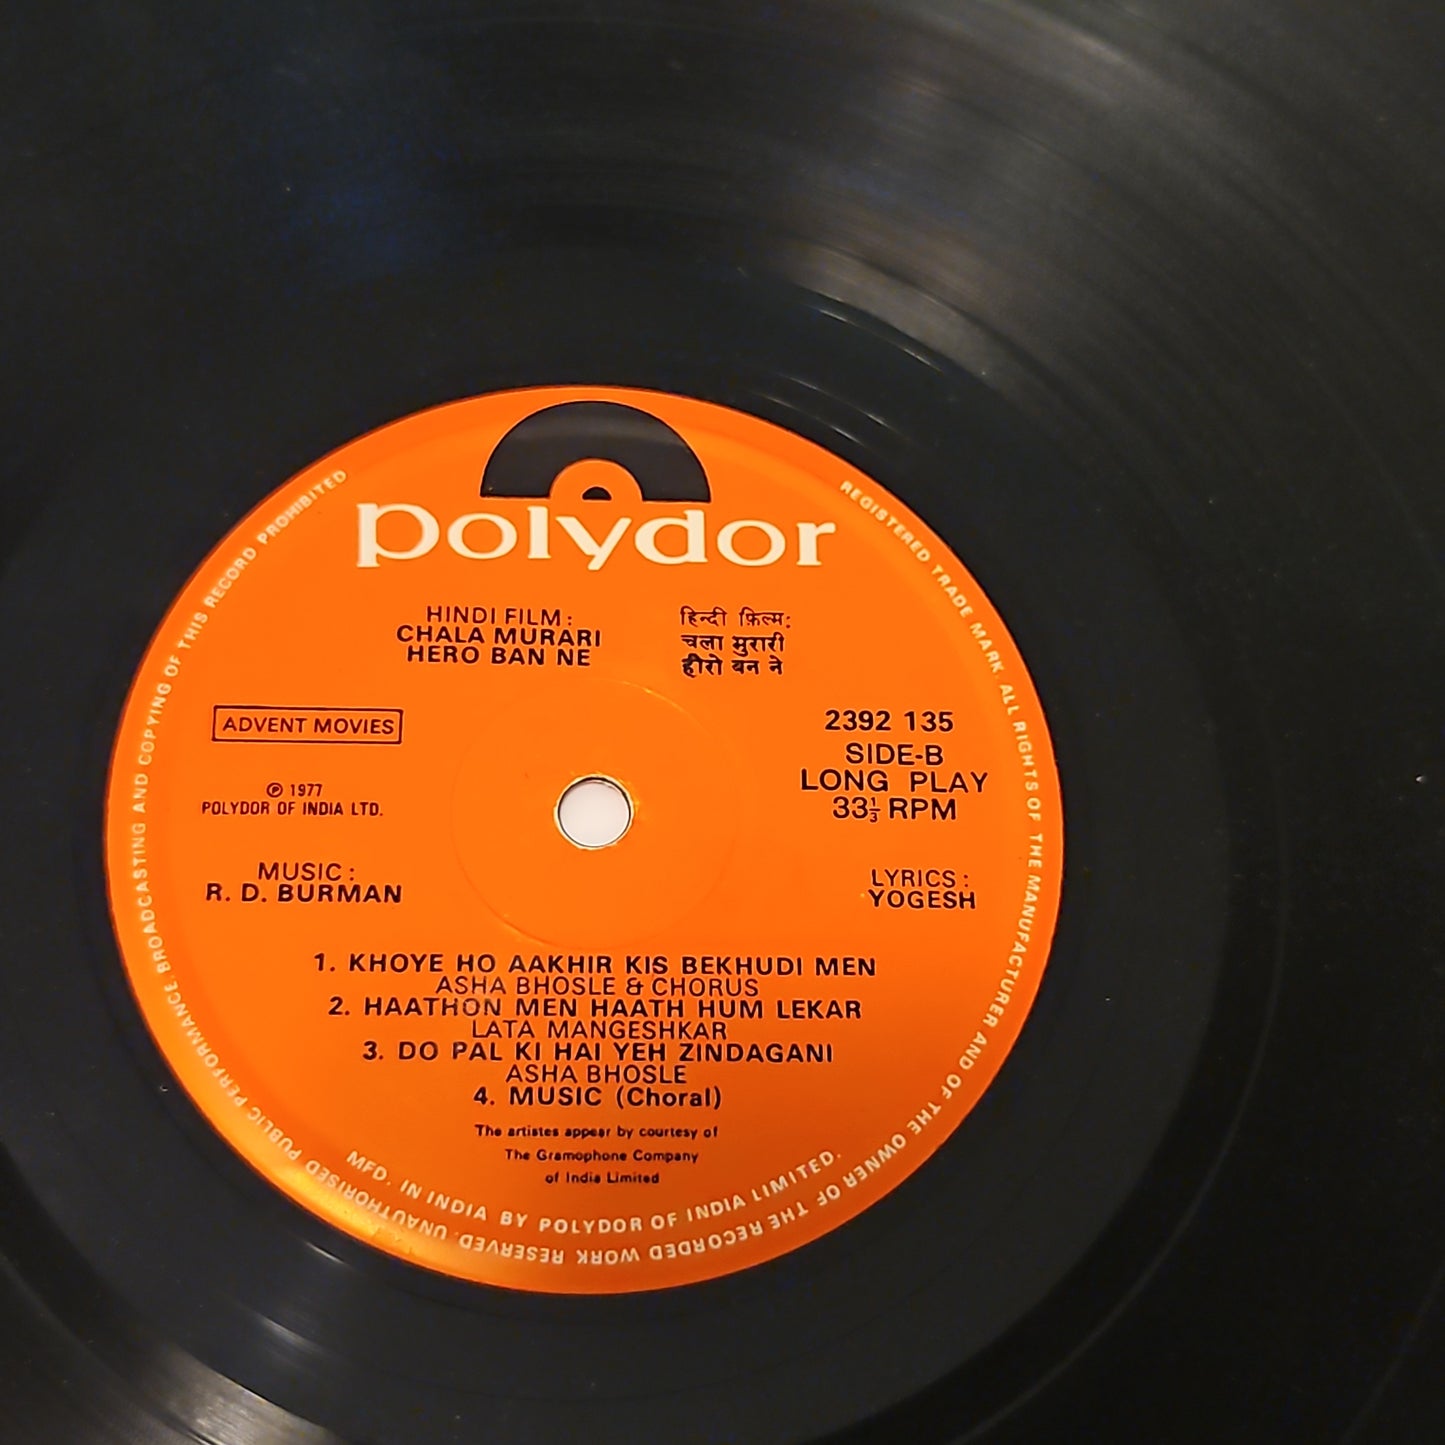 polydor
HINDI FILM :
CHALA MURARI
HERO BAN NE
हिन्दी फ़िल्म:
चला मुरारी
हीरो बन ने
ADVENT MOVIES
℗ 1977
POLYDOR OF INDIA LTD.
2392 135
SIDE-B
LONG PLAY
33⅓ RPM
MUSIC :
R. D. BURMAN
LYRICS :
YOGESH
1. KHOYE HO AAKHIR KIS BEKHUDI MEN
ASHA BHOSLE & CHORUS
2. HAATHON MEN HAATH HUM LEKAR
LATA MANGESHKAR
3. DO PAL KI HAI YEH ZINDAGANI
ASHA BHOSLE
4. MUSIC (Choral)
The artistes appear by courtesy of
The Gramophone Company
of India Limited
MFD. IN INDIA BY POLYDOR OF INDIA LIMITED.
REGISTERED TRADE MARK. ALL RIGHTS OF THE MANUFACTURER AND OF THE OWNER OF THE RECORDED WORK RESERVED. UNAUTHORISED PUBLIC PERFORMANCE, BROADCASTING AND COPYING OF THIS RECORD PROHIBITED